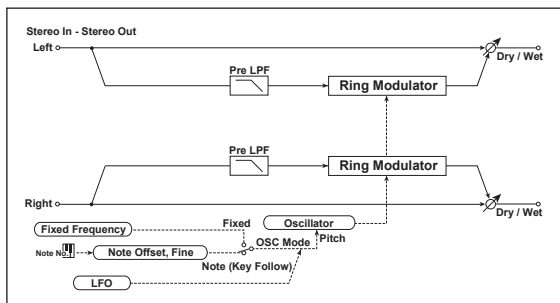 Stereo In - Stereo Out
Left
Dry / Wet
Pre LPF
Ring Modulator
Pre LPF
Ring Modulator
Right
Dry / Wet
Fixed Frequency
Fixed
Oscillator
OSC Mode
Pitch
Note No.
Note Offset, Fine
Note (Key Follow)
LFO